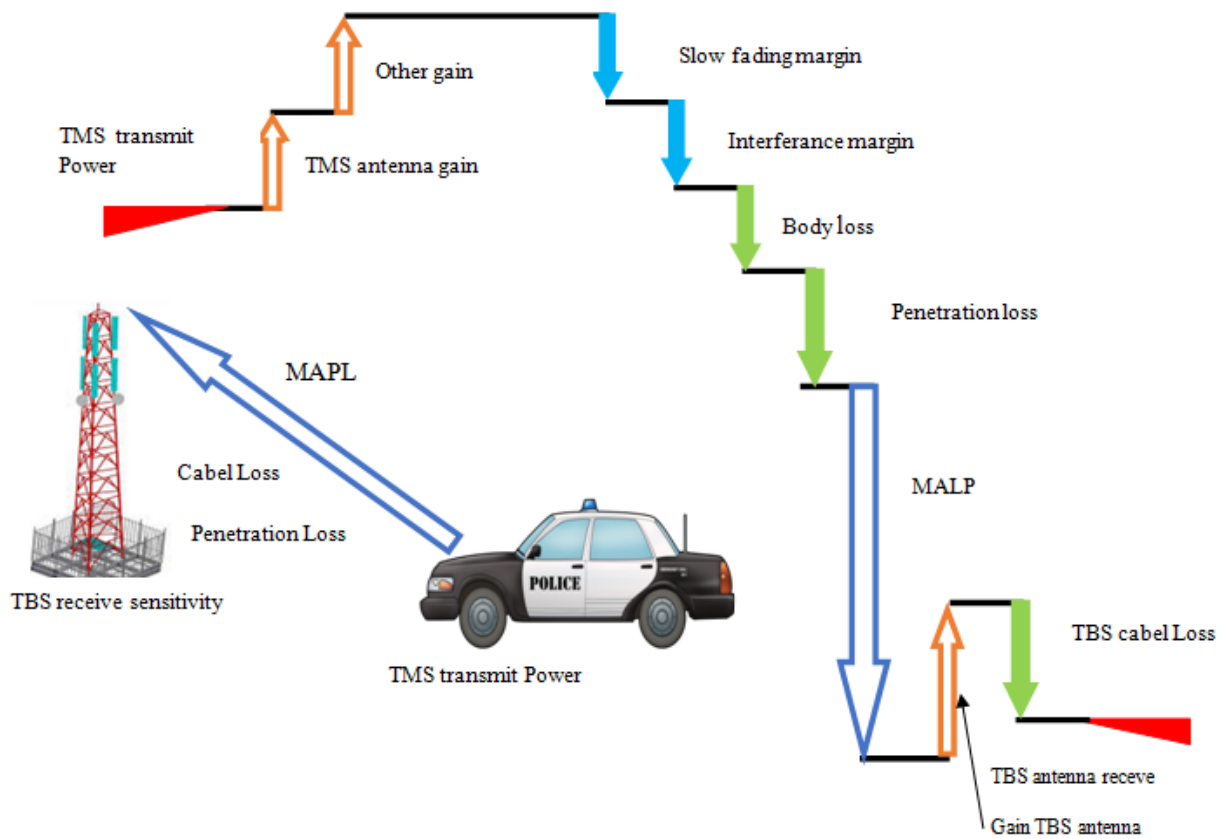 Other gain
Slow fading margin
TMS transmit
Power
TMS antenna gain
Interferance margin
Body loss
Penetration loss
MAPL
Cabel Loss
MALP
Penetration Loss
POLICE
TBS receive sensitivity
TMS transmit Power
TBS cabel Loss
TBS antenna receve
Gain TBS antenna